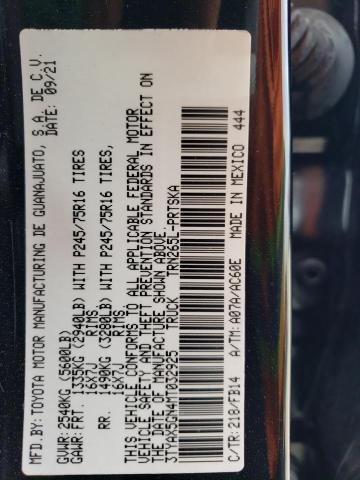 MFD.BY: TOYOTA MOTOR MANUFACTURING DE GUANAJUATO, S.A. DE C.V.
DATE: 09/21
GVWR: 2540KG (5600LB)
GAWR: FRT. 1335KG (2940LB) WITH P245/75R16 TIRES
16X7J RIMS,
RR. 1490KG (3280LB) WITH P245/75R16 TIRES,
16X7J RIMS,
THIS VEHICLE CONFORMS TO ALL APPLICABLE FEDERAL MOTOR
VEHICLE SAFETY AND THEFT PREVENTION STANDARDS IN EFFECT ON
THE DATE OF MANUFACTURE SHOWN ABOVE.
3TYAX5GN4MT032925 TRUCK TRN265L-PRTSKA
C/TR: 218/FB14 A/TM: A07A/AC60E MADE IN MEXICO 444